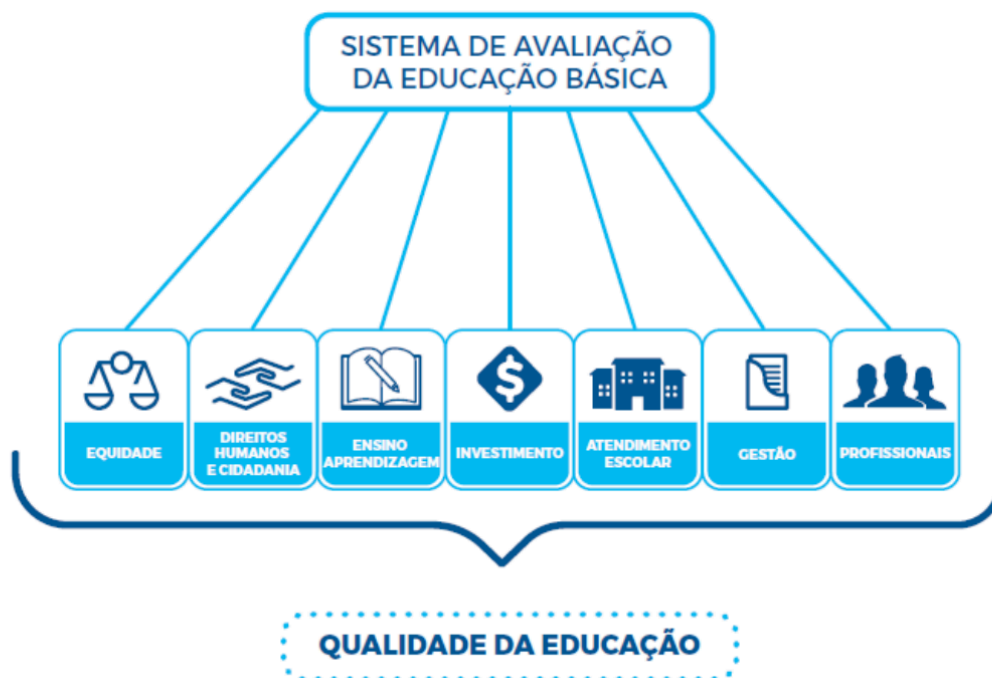 SISTEMA DE AVALIAÇÃO
DA EDUCAÇÃO BÁSICA
EQUIDADE
DIREITOS
HUMANOS
E CIDADANIA
ENSINO
APRENDIZAGEM
INVESTIMENTO
ATENDIMENTO
ESCOLAR
GESTÃO
PROFISSIONAIS
QUALIDADE DA EDUCAÇÃO